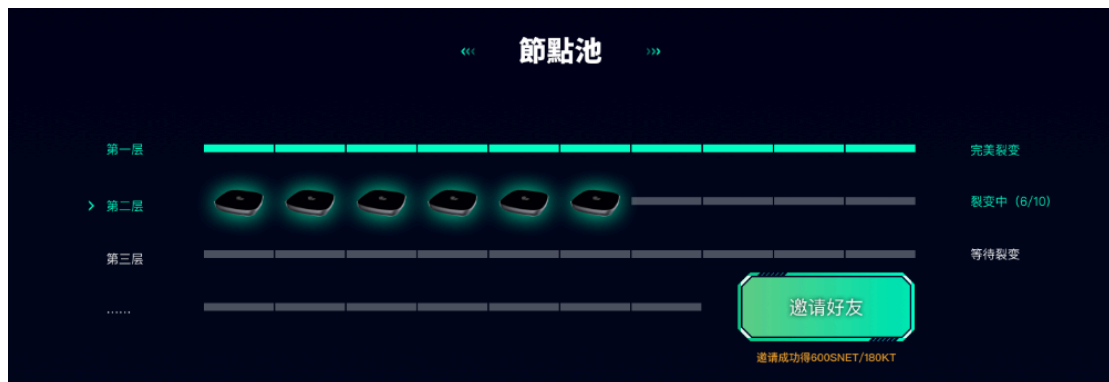 節點池
第一层 完美裂变
第二层 裂变中（6/10）
第三层 等待裂变
......
邀请好友
邀请成功得600SNET/180KT